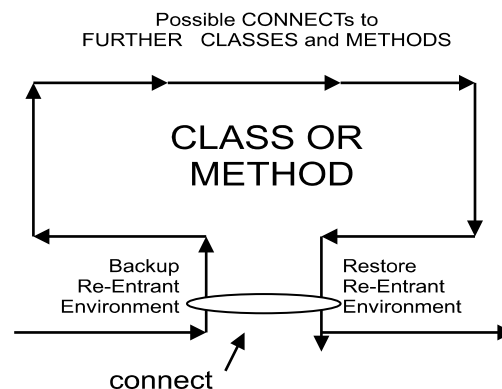 Possible CONNECTs to
FURTHER CLASSES and METHODS
CLASS OR
METHOD
Backup
Re-Entrant
Environment
Restore
Re-Entrant
Environment
connect